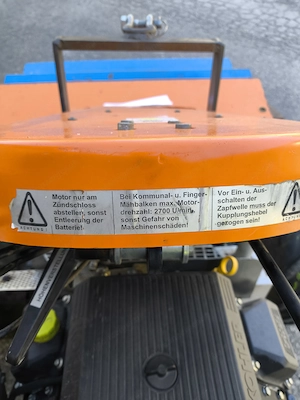 Motor nur am
Zündschloss
abstellen, sonst
Entleerung der
Batterie!
Bei Kommunal- u. Finger-
Mähbalken max. Motor-
drehzahl: 2700 U/min,
sonst Gefahr von
Maschinenschäden!
Vor Ein- u. Aus-
schalten der
Zapfwelle muss der
Kupplungshebel
gezogen sein!
ACHTUNG